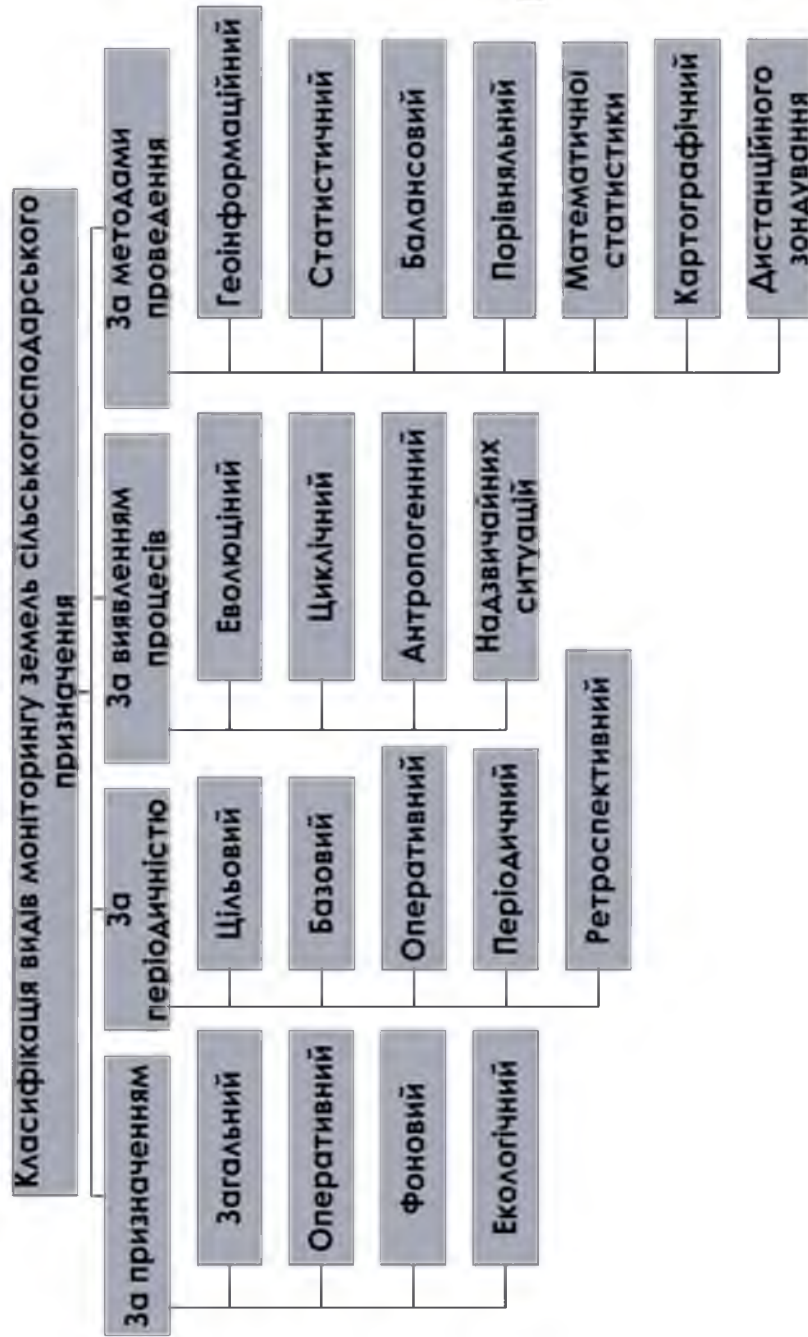 Класифікація видів моніторингу земель сільськогосподарського
призначення
За призначенням
Загальний
Оперативний
Фоновий
Екологічний
За
періодичністю
Цільовий
Базовий
Оперативний
Періодичний
Ретроспективний
За виявленням
процесів
Еволюціний
Циклічний
Антропогенний
Надзвичайних
ситуацій
За методами
проведення
Геоінформаційний
Статистичний
Балансовий
Порівняльний
Математичної
статистики
Картографічний
Дистанційного
зондування